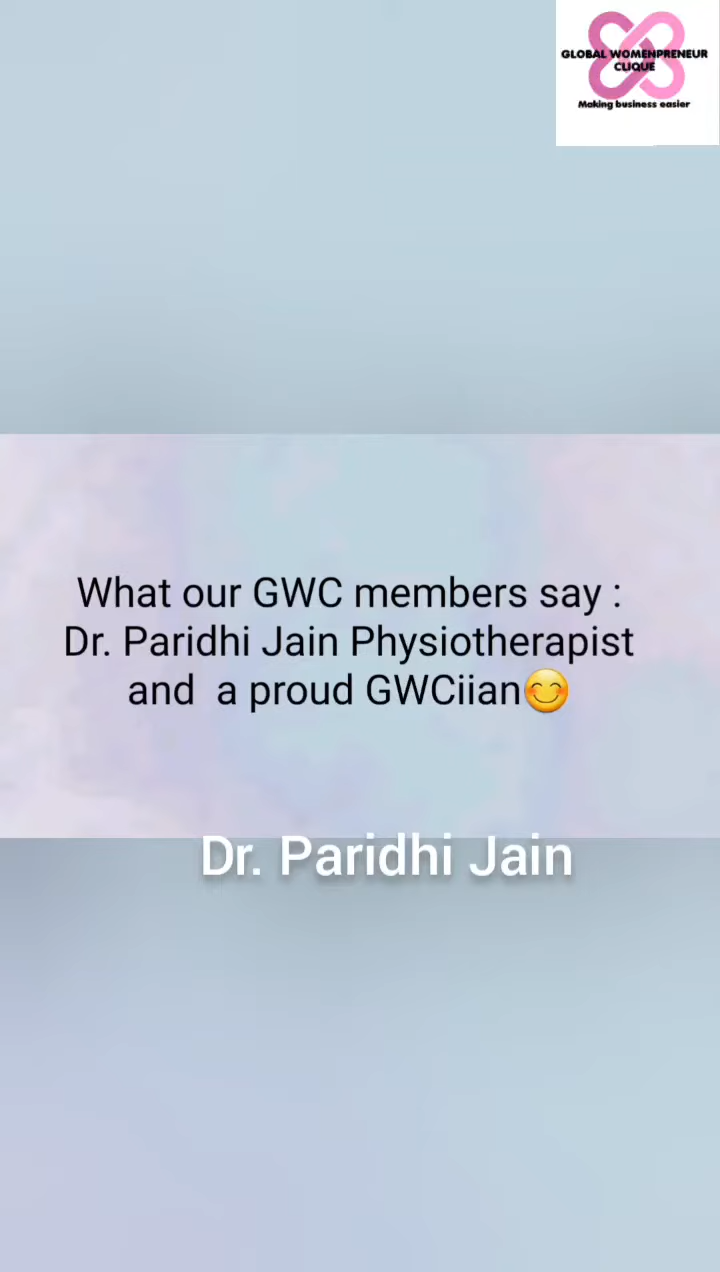 GLOBAL WOMENPRENEUR
CLIQUE
Making business easier
What our GWC members say :
Dr. Paridhi Jain Physiotherapist
and  a proud GWCiian😊
Dr. Paridhi Jain